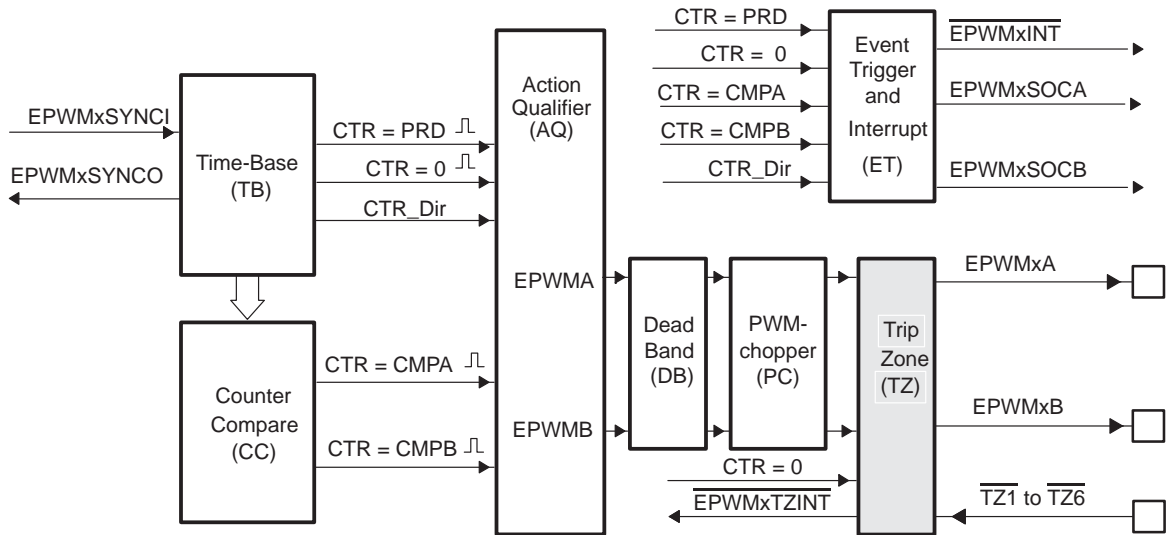 EPWMxSYNCI
EPWMxSYNCO
Time-Base
(TB)
CTR = PRD
CTR = 0
CTR_Dir
Counter
Compare
(CC)
CTR = CMPA
CTR = CMPB
Action
Qualifier
(AQ)
EPWMA
EPWMB
CTR = PRD
CTR = 0
CTR = CMPA
CTR = CMPB
CTR_Dir
Event
Trigger
and
Interrupt
(ET)
EPWMxINT
EPWMxSOCA
EPWMxSOCB
Dead
Band
(DB)
PWM-
chopper
(PC)
Trip
Zone
(TZ)
CTR = 0
EPWMxTZINT
EPWMxA
EPWMxB
TZ1 to TZ6